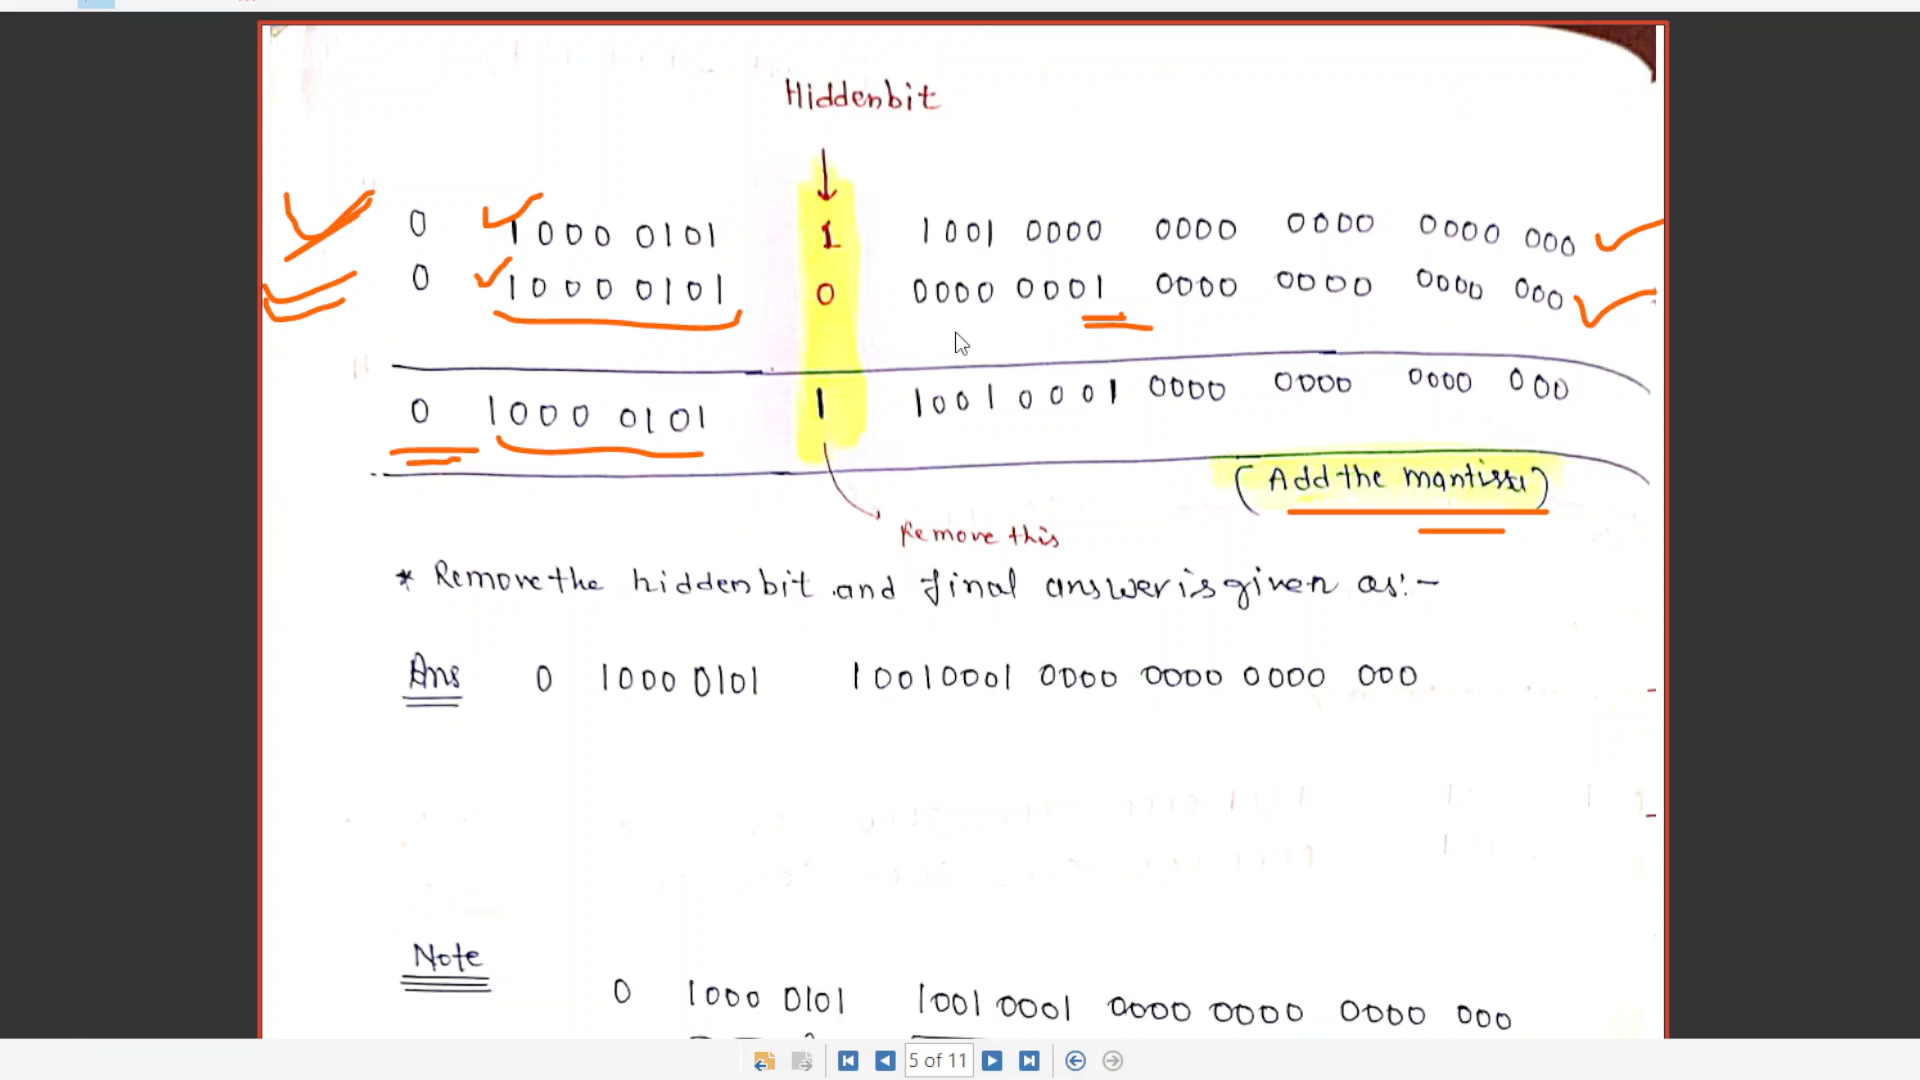 Hiddenbit
0 1000 0101 1 1001 0000 0000 0000 0000 000
0 1000 0101 0 0000 0001 0000 0000 0000 000
0 1000 0101 1 1001 0001 0000 0000 0000 000
(Add the mantissa)
Remove this
* Remove the hidden bit and final answer is given as:-
Ans 0 1000 0101 10010001 0000 0000 0000 000
Note
0 1000 0101 1001 0001 0000 0000 0000 000
5 of 11